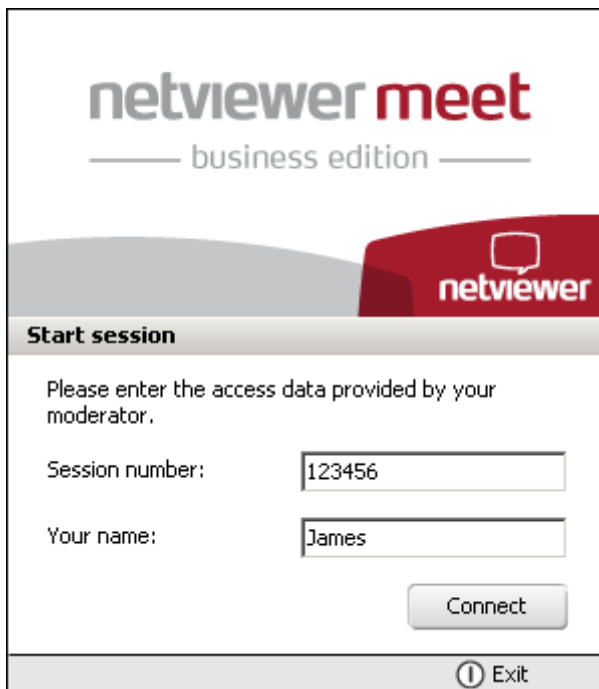 netviewer meet
business edition
netviewer
Start session
Please enter the access data provided by your
moderator.
Session number: 123456
Your name: James
Connect
Exit